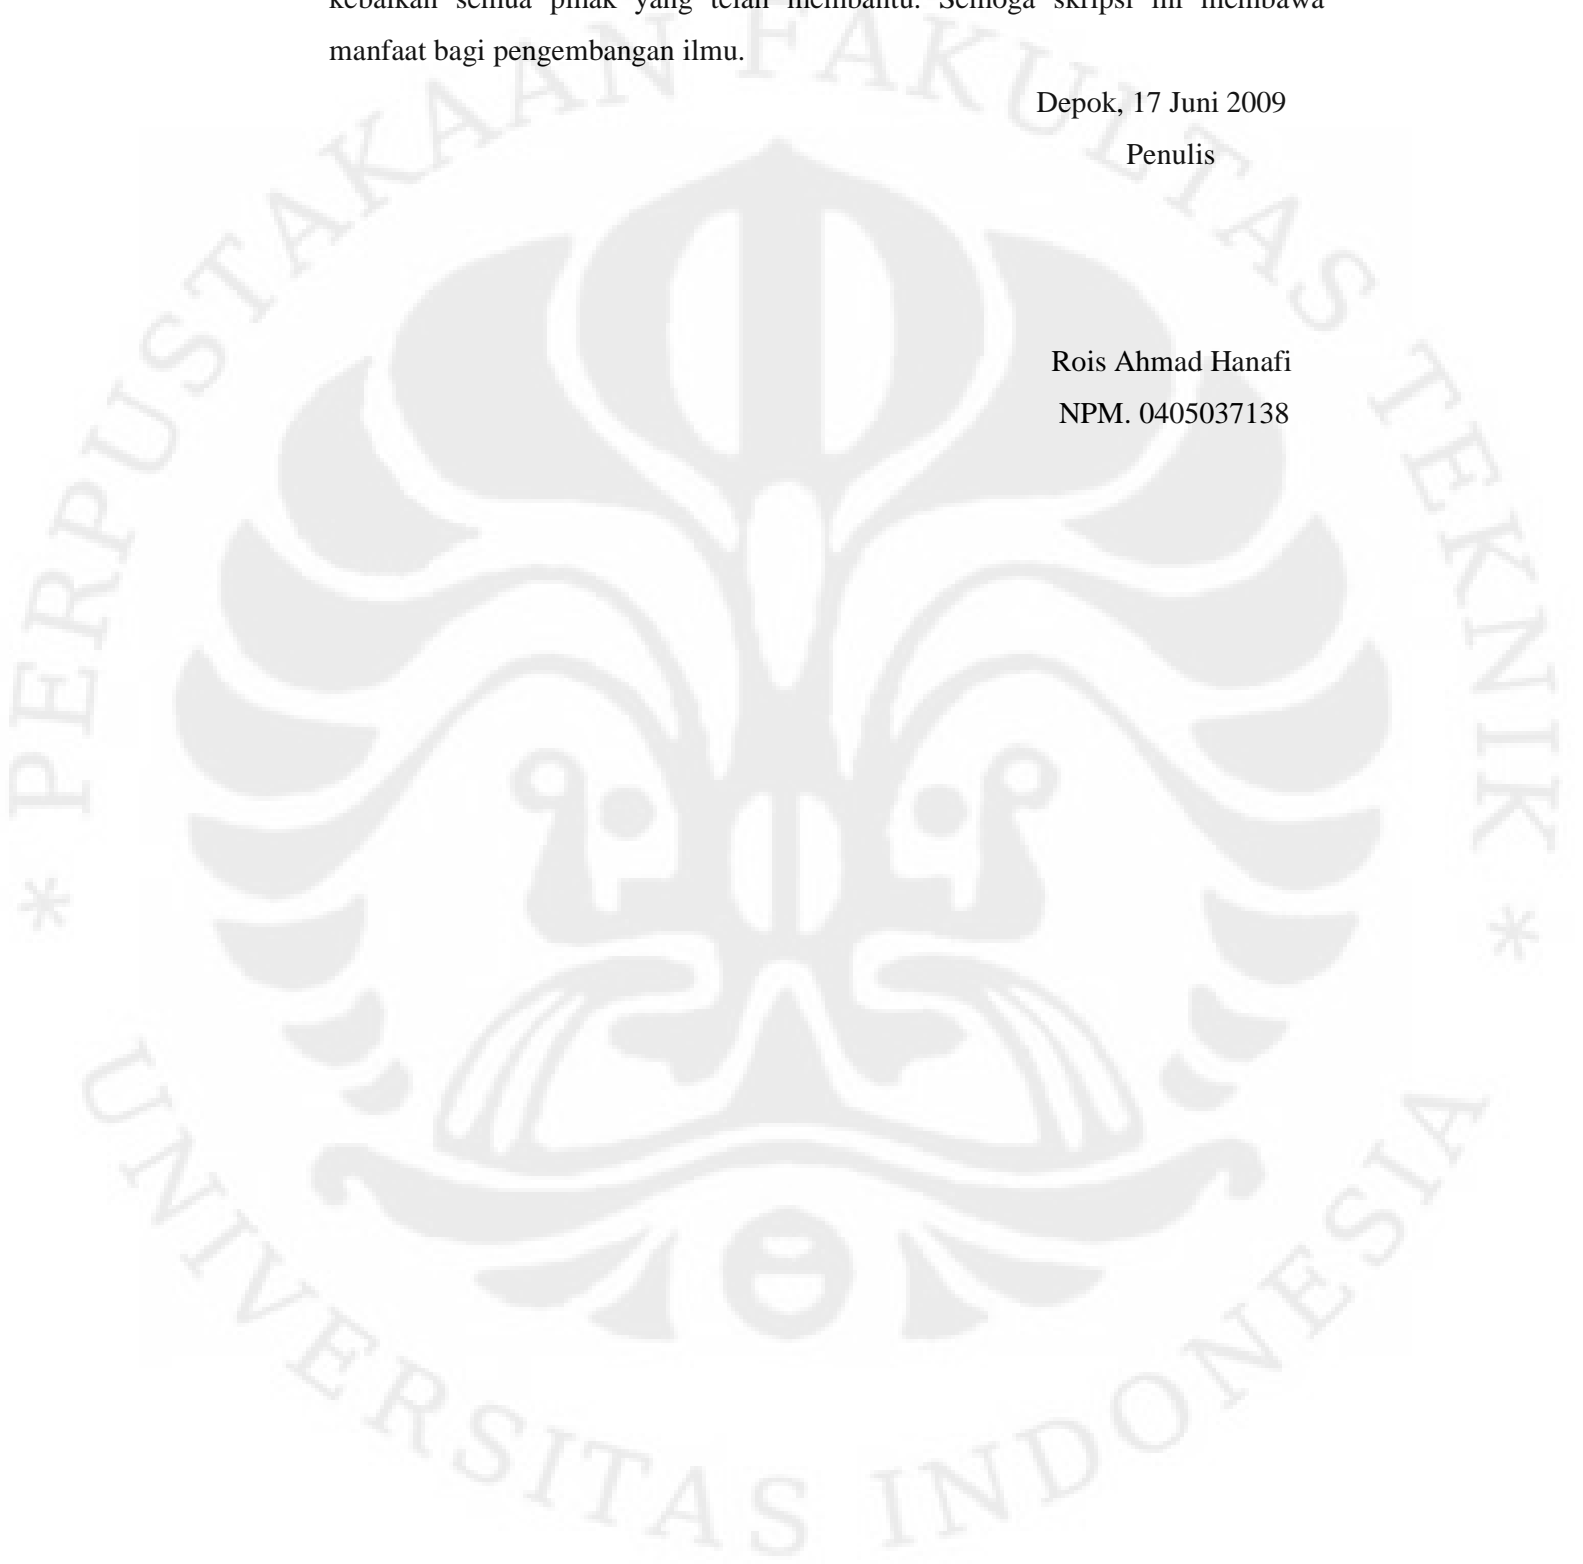 kebaikan semua pihak yang telah membantu. Semoga skripsi ini membawa
manfaat bagi pengembangan ilmu.
Depok, 17 Juni 2009
Penulis
Rois Ahmad Hanafi
NPM. 0405037138
* PERPUSTAKAAN FAKULTAS TEKNIK *
UNIVERSITAS INDONESIA